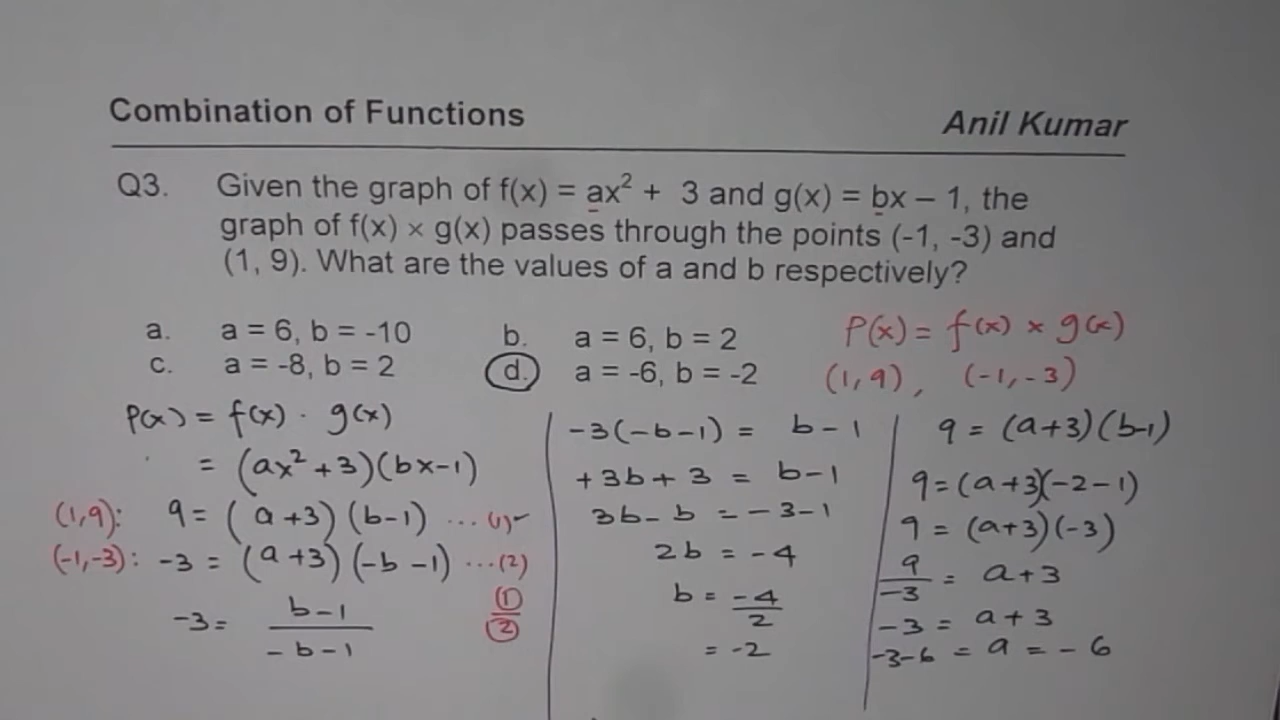 Combination of Functions Anil Kumar
Q3. Given the graph of f(x) = ax² + 3 and g(x) = bx – 1, the
graph of f(x) × g(x) passes through the points (-1, -3) and
(1, 9). What are the values of a and b respectively?
a. a = 6, b = -10 b. a = 6, b = 2
c. a = -8, b = 2 d. a = -6, b = -2
P(x) = f(x) × g(x)
(1,9), (-1,-3)
P(x) = f(x) · g(x)
= (ax²+3)(bx-1)
(1,9): 9 = (a+3)(b-1) ...(1)
(-1,-3): -3 = (a+3)(-b-1) ...(2)
-3 = b-1 / -b-1 ① / ②
-3(-b-1) = b-1
+3b+3 = b-1
3b-b = -3-1
2b = -4
b = -4/2
= -2
9 = (a+3)(b-1)
9 = (a+3)(-2-1)
9 = (a+3)(-3)
9/-3 = a+3
-3 = a+3
-3-6 = a = -6